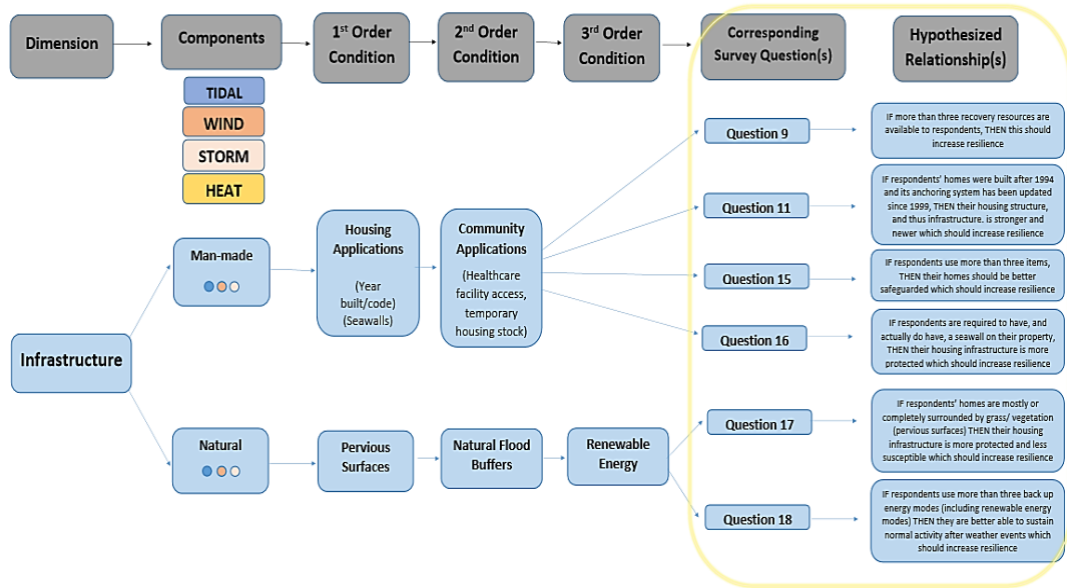 Dimension
Components
1st Order
Condition
2nd Order
Condition
3rd Order
Condition
Corresponding
Survey Question(s)
Hypothesized
Relationship(s)
TIDAL
WIND
STORM
HEAT
Infrastructure
Man-made
Housing
Applications
(Year
built/code)
(Seawalls)
Community
Applications
(Healthcare
facility access,
temporary
housing stock)
Question 9
IF more than three recovery resources are
available to respondents, THEN this should
increase resilience
Question 11
IF respondents' homes were built after 1994
and its anchoring system has been updated
since 1999, THEN their housing structure,
and thus infrastructure. is stronger and
newer which should increase resilience
Question 15
IF respondents use more than three items,
THEN their homes should be better
safeguarded which should increase resilience
Question 16
IF respondents are required to have, and
actually do have, a seawall on their property,
THEN their housing infrastructure is more
protected which should increase resilience
Natural
Pervious
Surfaces
Natural Flood
Buffers
Renewable
Energy
Question 17
IF respondents' homes are mostly or
completely surrounded by grass/ vegetation
(pervious surfaces) THEN their housing
infrastructure is more protected and less
susceptible which should increase resilience
Question 18
IF respondents use more than three back up
energy modes (including renewable energy
modes) THEN they are better able to sustain
normal activity after weather events which
should increase resilience